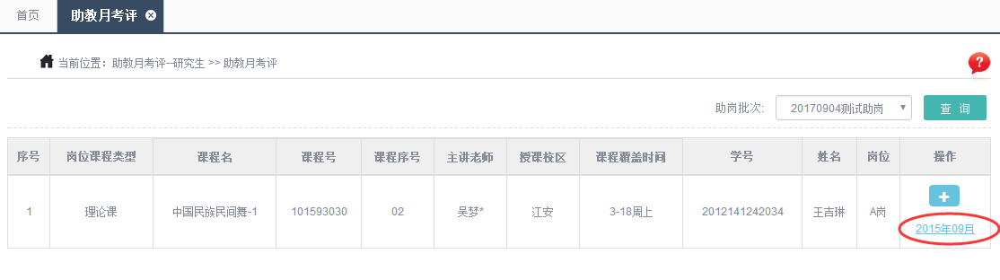 首页 助教月考评
当前位置：助教月考评--研究生 >> 助教月考评
?
助岗批次: 20170904测试助岗 查 询
序号 岗位课程类型 课程名 课程号 课程序号 主讲老师 授课校区 课程覆盖时间 学号 姓名 岗位 操作
1 理论课 中国民族民间舞-1 101593030 02 吴梦* 江安 3-18周上 2012141242034 王吉琳 A岗
2015年09月